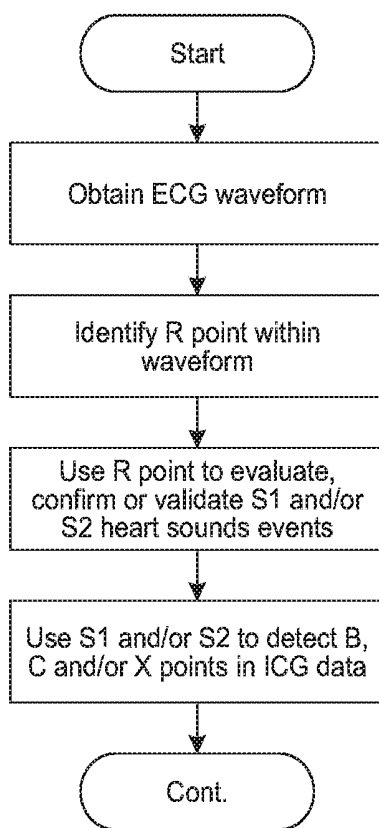 Start
Obtain ECG waveform
Identify R point within
waveform
Use R point to evaluate,
confirm or validate S1 and/or
S2 heart sounds events
Use S1 and/or S2 to detect B,
C and/or X points in ICG data
Cont.